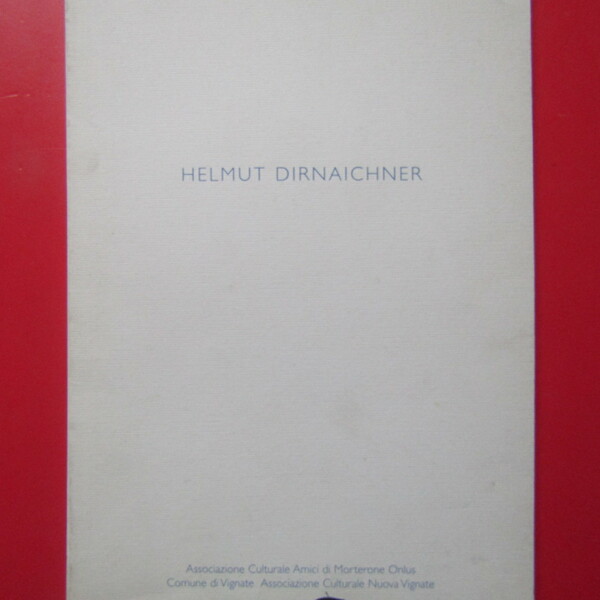 HELMUT DIRNAICHNER
Associazione Culturale Amici di Morterone Onlus
Comune di Vignate Associazione Culturale Nuova Vignate